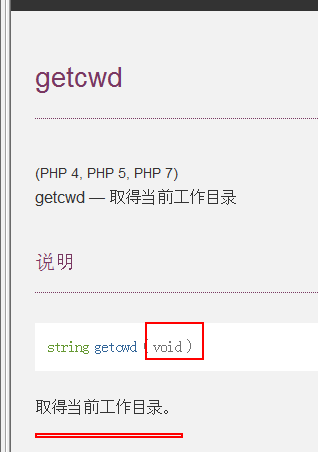 getcwd
(PHP 4, PHP 5, PHP 7)
getcwd — 取得当前工作目录
说明
string getcwd ( void )
取得当前工作目录。